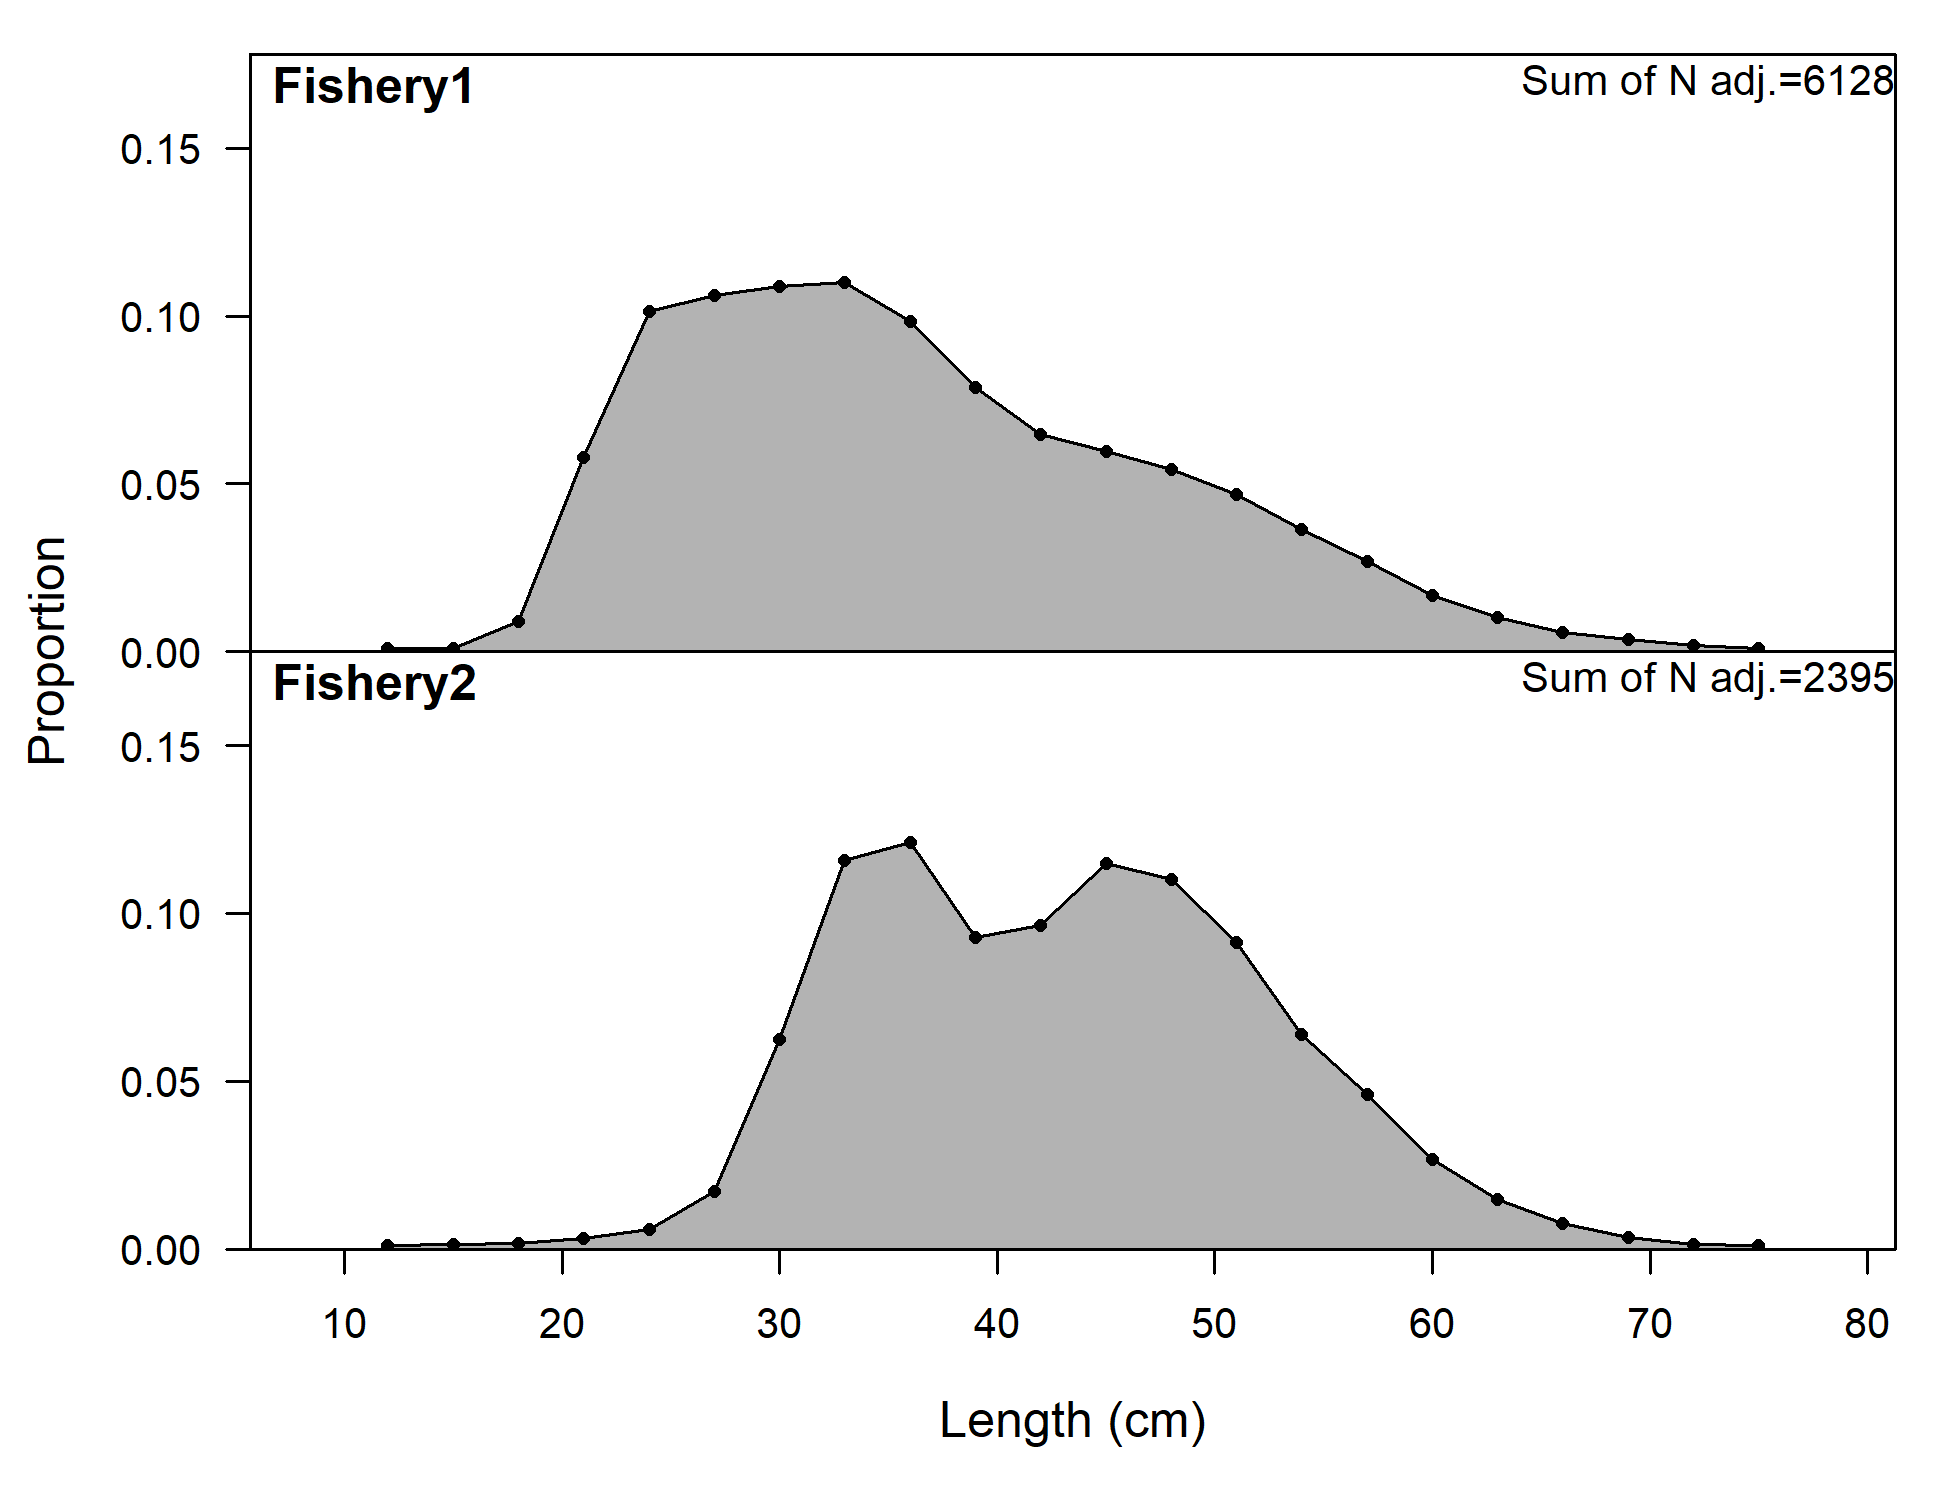 Fishery1
Sum of N adj.=6128
0.15
0.10
0.05
0.00
Fishery2
Sum of N adj.=2395
0.15
0.10
0.05
0.00
Proportion
10 20 30 40 50 60 70 80
Length (cm)